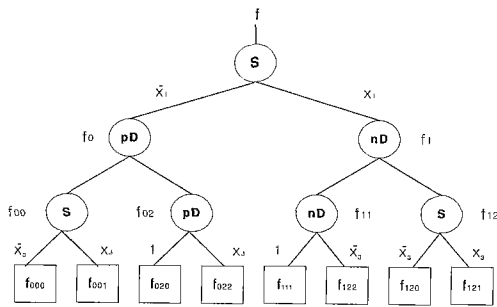 f
S
x̄₁ x₁
f₀ pD nD f₁
f₀₀ S f₀₂ pD nD f₁₁ S f₁₂
x̄₃ x₃ 1 x₃ 1 x̄₃ x̄₃ x₃
f₀₀₀ f₀₀₁ f₀₂₀ f₀₂₂ f₁₁₁ f₁₂₂ f₁₂₀ f₁₂₁